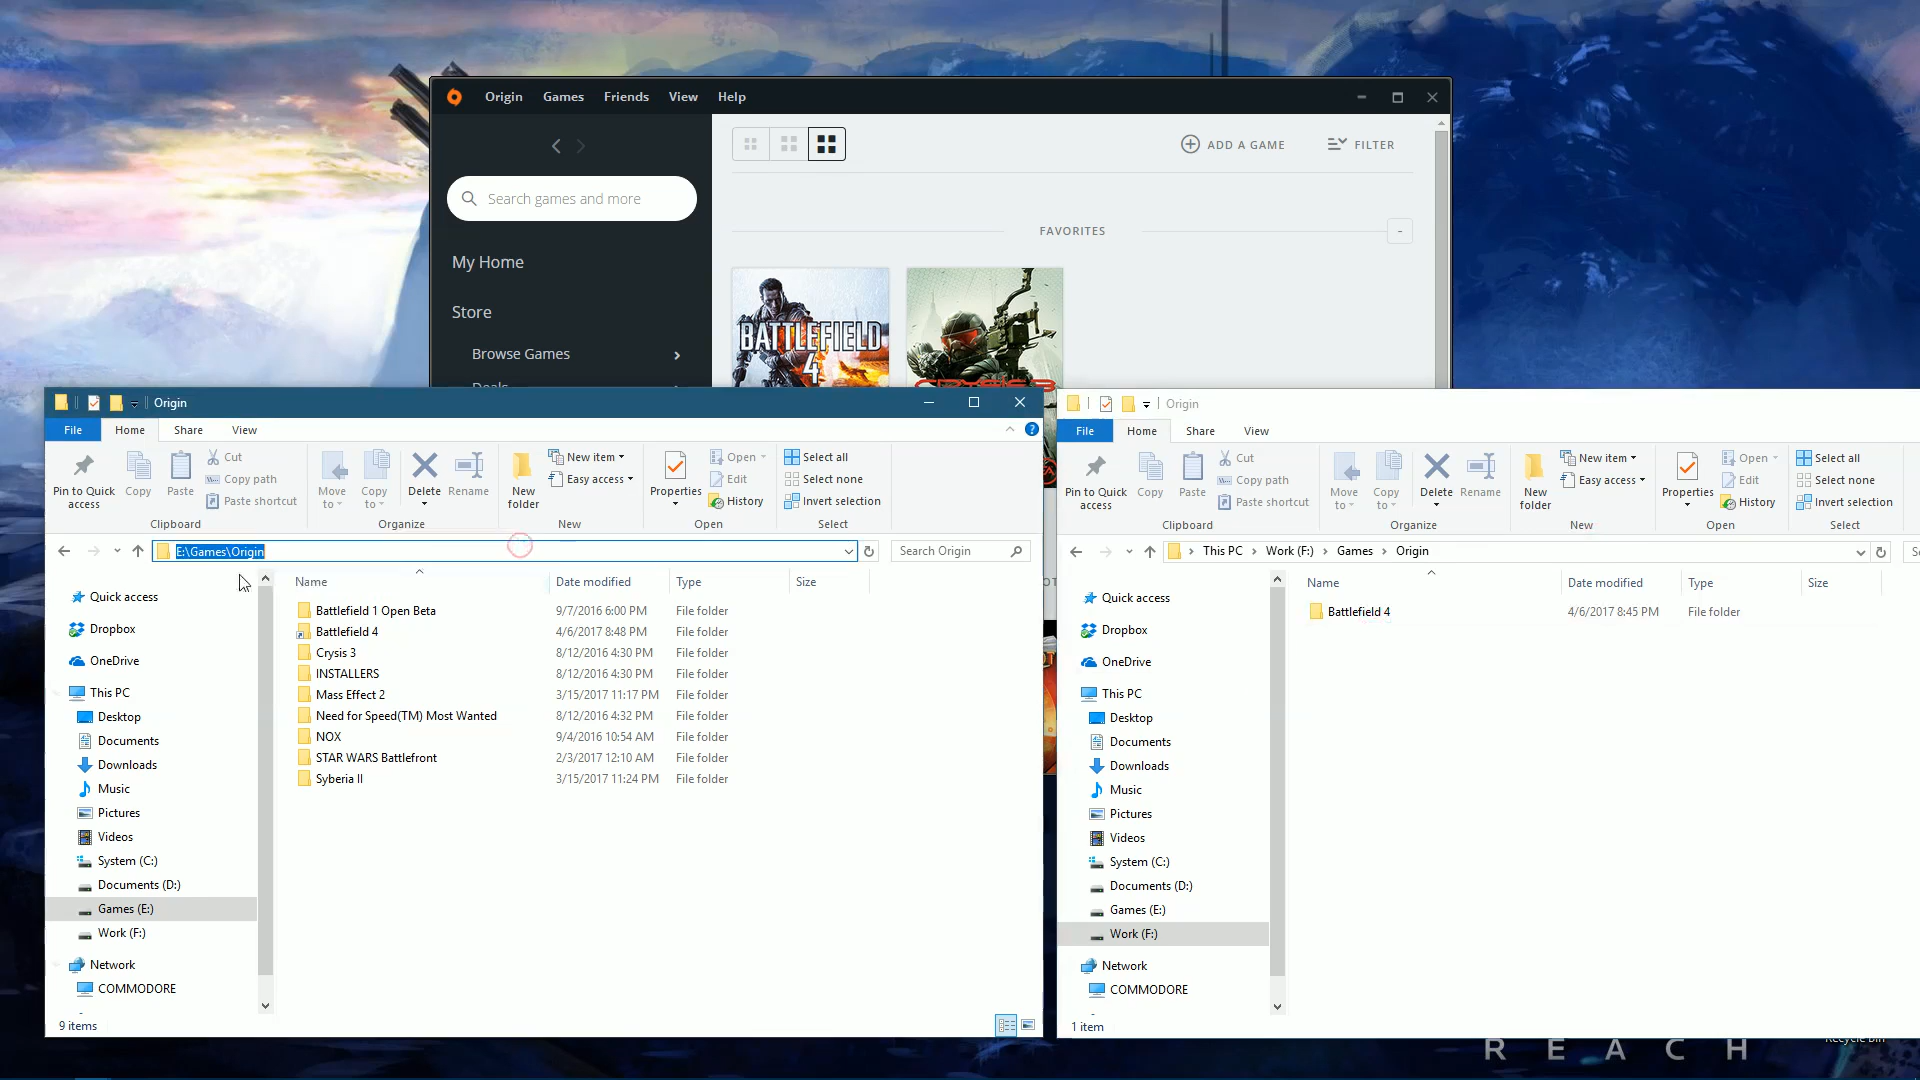 Origin Games Friends View Help
ADD A GAME
FILTER
Search games and more
FAVORITES
My Home
Store
BATTLEFIELD
4
Browse Games
Deals
CRYSIS 3
Origin
File Home Share View
Pin to Quick access
Copy
Paste
Cut
Copy path
Paste shortcut
Clipboard
Move to
Copy to
Delete
Rename
Organize
New folder
New item
Easy access
New
Properties
Open
Edit
History
Open
Select all
Select none
Invert selection
Select
E:\Games\Origin
Search Origin
Quick access
Dropbox
OneDrive
This PC
Desktop
Documents
Downloads
Music
Pictures
Videos
System (C:)
Documents (D:)
Games (E:)
Work (F:)
Network
COMMODORE
Name Date modified Type Size
Battlefield 1 Open Beta 9/7/2016 6:00 PM File folder
Battlefield 4 4/6/2017 8:48 PM File folder
Crysis 3 8/12/2016 4:30 PM File folder
INSTALLERS 8/12/2016 4:30 PM File folder
Mass Effect 2 3/15/2017 11:17 PM File folder
Need for Speed(TM) Most Wanted 8/12/2016 4:32 PM File folder
NOX 9/4/2016 10:54 AM File folder
STAR WARS Battlefront 2/3/2017 12:10 AM File folder
Syberia II 3/15/2017 11:24 PM File folder
9 items
Origin
File Home Share View
Pin to Quick access
Copy
Paste
Cut
Copy path
Paste shortcut
Clipboard
Move to
Copy to
Delete
Rename
Organize
New folder
New item
Easy access
New
Properties
Open
Edit
History
Open
Select all
Select none
Invert selection
Select
This PC > Work (F:) > Games > Origin
Quick access
Dropbox
OneDrive
This PC
Desktop
Documents
Downloads
Music
Pictures
Videos
System (C:)
Documents (D:)
Games (E:)
Work (F:)
Network
COMMODORE
Name Date modified Type Size
Battlefield 4 4/6/2017 8:45 PM File folder
1 item
REACH
Recycle Bin